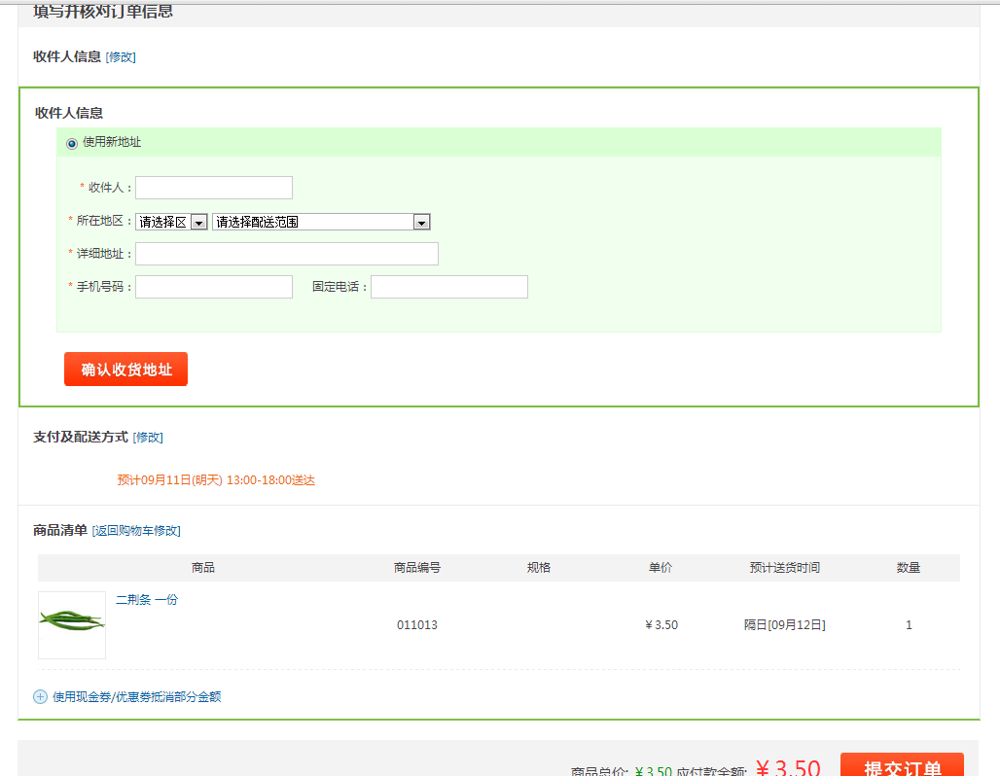 填写并核对订单信息
收件人信息 [修改]
收件人信息
使用新地址
* 收件人：
* 所在地区： 请选择区 请选择配送范围
* 详细地址：
* 手机号码： 固定电话：
确认收货地址
支付及配送方式 [修改]
预计09月11日(明天) 13:00-18:00送达
商品清单 [返回购物车修改]
商品 商品编号 规格 单价 预计送货时间 数量
二荆条 一份
011013 ¥ 3.50 隔日[09月12日] 1
使用现金券/优惠券抵消部分金额
商品总价: ¥ 3.50 应付款金额: ¥ 3.50 提交订单